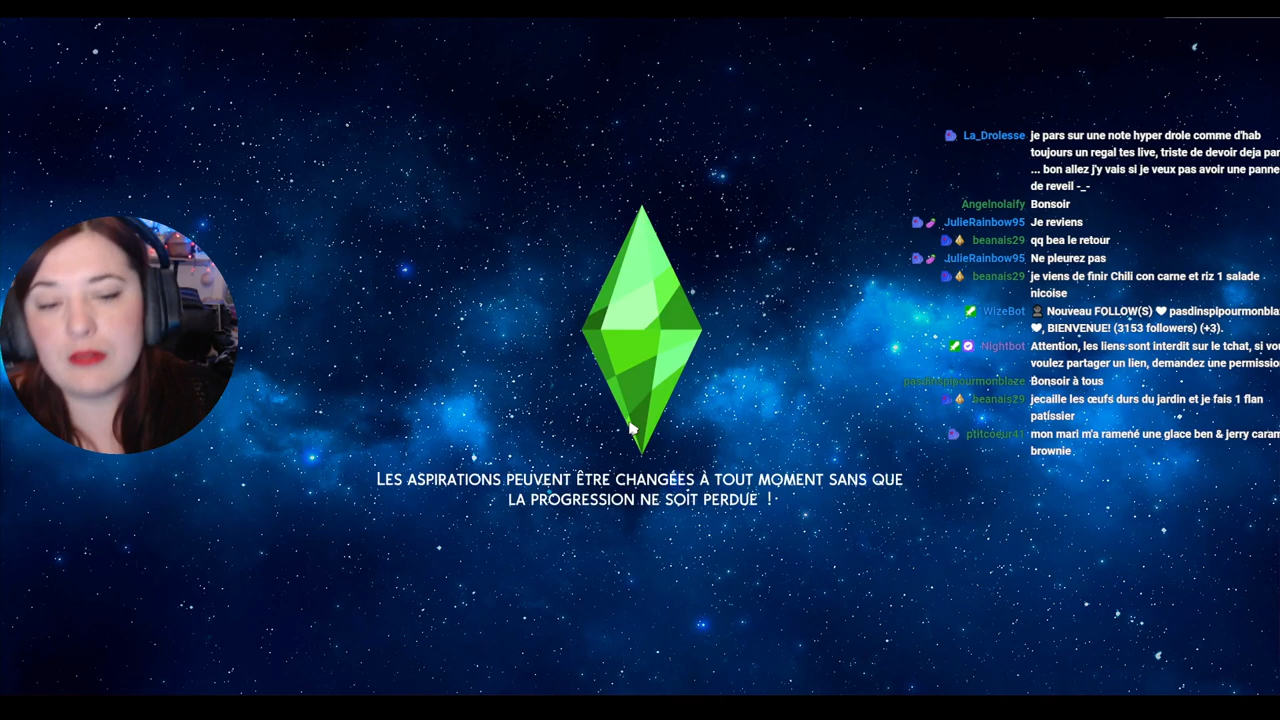 La_Drolesse je pars sur une note hyper drole comme d'hab
toujours un regal tes live, triste de devoir deja
... bon allez j'y vais si je veux pas avoir une panne
de reveil -_-
Angelnolaify Bonsoir
JulieRainbow95 Je reviens
beanais29 qq bea le retour
JulieRainbow95 Ne pleurez pas
beanais29 je viens de finir Chili con carne et riz 1 salade
nicoise
WizeBot Nouveau FOLLOW(S)
BIENVENUE! (3153 followers) (+3).
Nightbot Attention, les liens sont interdit sur le tchat, si
voulez partager un lien, demandez une
pasdinspipourmonblaze Bonsoir à tous
beanais29 jecaille les œufs durs du jardin et je fais 1 flan
patissier
ptitcoeur41 mon mari m'a ramené une glace ben & jerry
brownie
LES ASPIRATIONS PEUVENT ÊTRE CHANGÉES À TOUT MOMENT SANS QUE
LA PROGRESSION NE SOIT PERDUE !